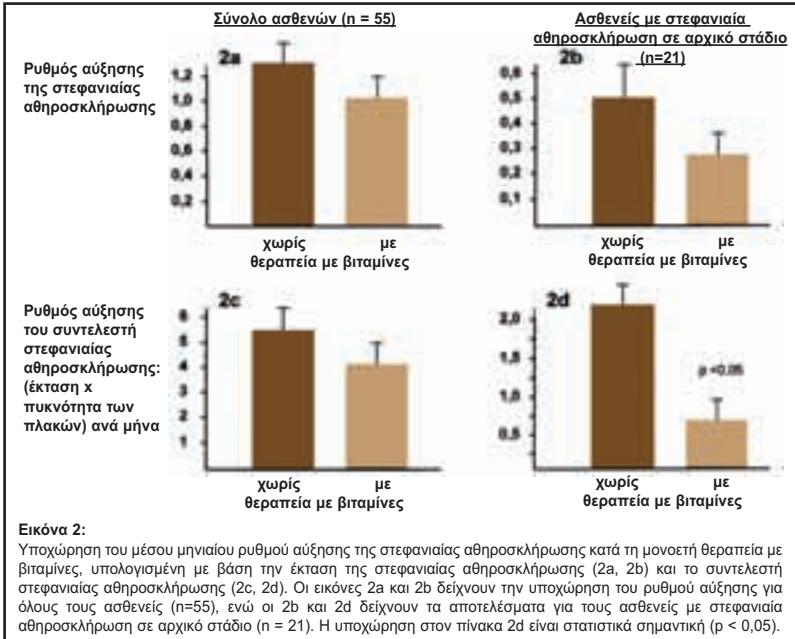 Σύνολο ασθενών (n = 55)
Ασθενείς με στεφανιαία
αθηροσκλήρωση σε αρχικό στάδιο
(n=21)
Ρυθμός αύξησης
της στεφανιαίας
αθηροσκλήρωσης
2a
1,2
1,0
0,8
0,6
0,4
0,2
χωρίς με
θεραπεία με βιταμίνες
2b
0,6
0,5
0,4
0,3
0,2
0,1
χωρίς με
θεραπεία με βιταμίνες
Ρυθμός αύξησης
του συντελεστή
στεφανιαίας
αθηροσκλήρωσης:
(έκταση x
πυκνότητα των
πλακών) ανά μήνα
2c
6
5
4
3
2
1
χωρίς με
θεραπεία με βιταμίνες
2d
2,0
1,5
1,0
0,5
p <0,05
χωρίς με
θεραπεία με βιταμίνες
Εικόνα 2:
Υποχώρηση του μέσου μηνιαίου ρυθμού αύξησης της στεφανιαίας αθηροσκλήρωσης κατά τη μονοετή θεραπεία με
βιταμίνες, υπολογισμένη με βάση την έκταση της στεφανιαίας αθηροσκλήρωσης (2a, 2b) και το συντελεστή
στεφανιαίας αθηροσκλήρωσης (2c, 2d). Οι εικόνες 2a και 2b δείχνουν την υποχώρηση του ρυθμού αύξησης για
όλους τους ασθενείς (n=55), ενώ οι 2b και 2d δείχνουν τα αποτελέσματα για τους ασθενείς με στεφανιαία
αθηροσκλήρωση σε αρχικό στάδιο (n = 21). Η υποχώρηση στον πίνακα 2d είναι στατιστικά σημαντική (p < 0,05).